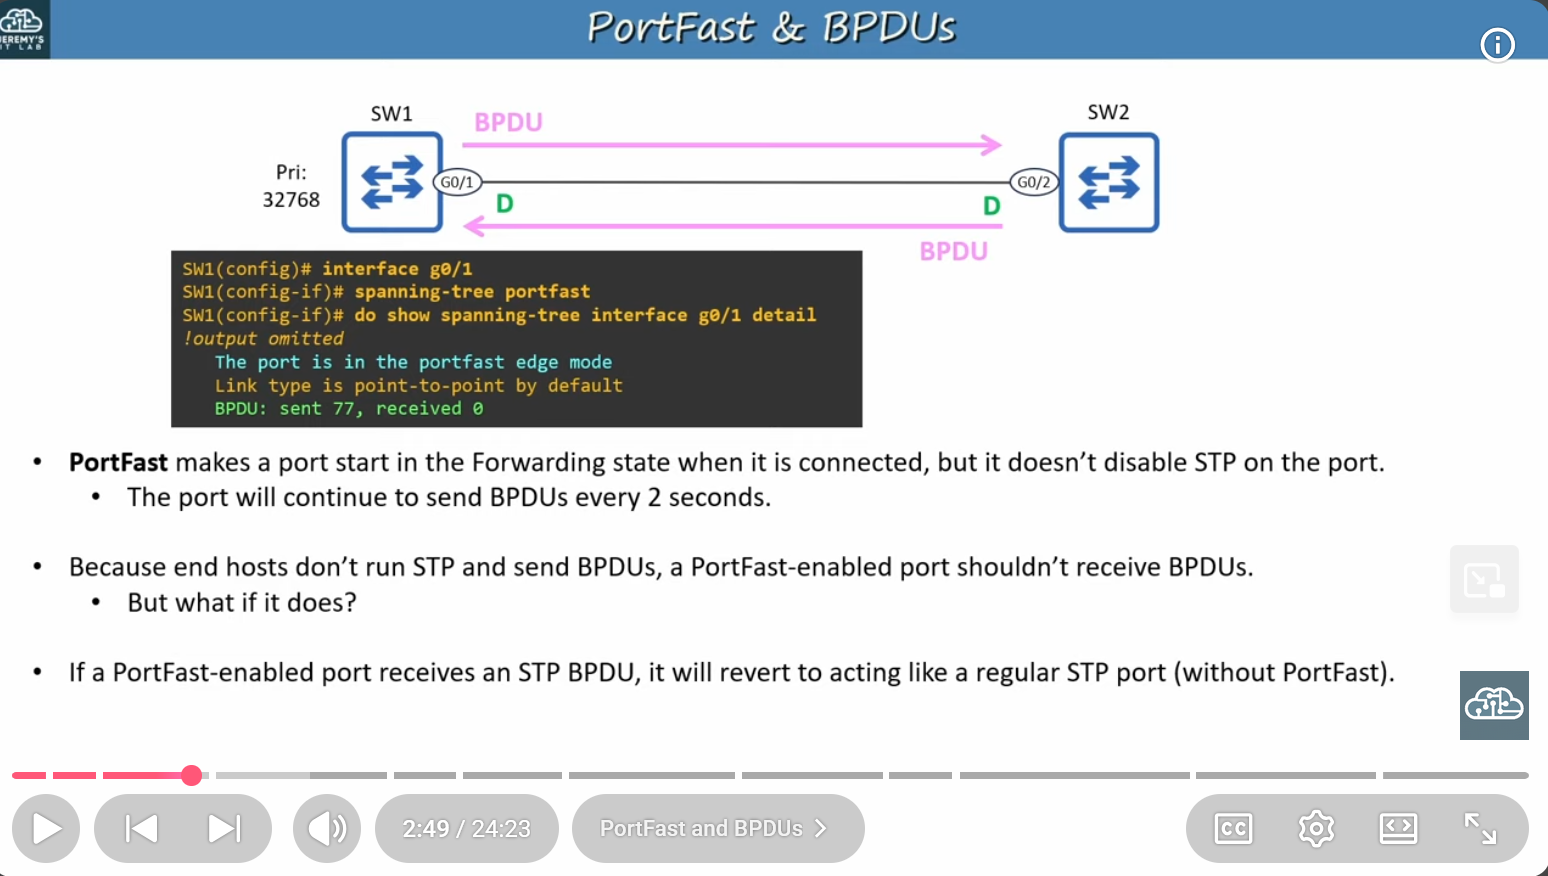 PortFast & BPDUs
JEREMY'S
IT LAB
SW1
SW2
BPDU
Pri:
32768
G0/1
G0/2
D
D
BPDU
SW1(config)# interface g0/1
SW1(config-if)# spanning-tree portfast
SW1(config-if)# do show spanning-tree interface g0/1 detail
!output omitted
The port is in the portfast edge mode
Link type is point-to-point by default
BPDU: sent 77, received 0
• PortFast makes a port start in the Forwarding state when it is connected, but it doesn't disable STP on the port.
• The port will continue to send BPDUs every 2 seconds.
• Because end hosts don't run STP and send BPDUs, a PortFast-enabled port shouldn't receive BPDUs.
• But what if it does?
• If a PortFast-enabled port receives an STP BPDU, it will revert to acting like a regular STP port (without PortFast).
2:49 / 24:23
PortFast and BPDUs
CC